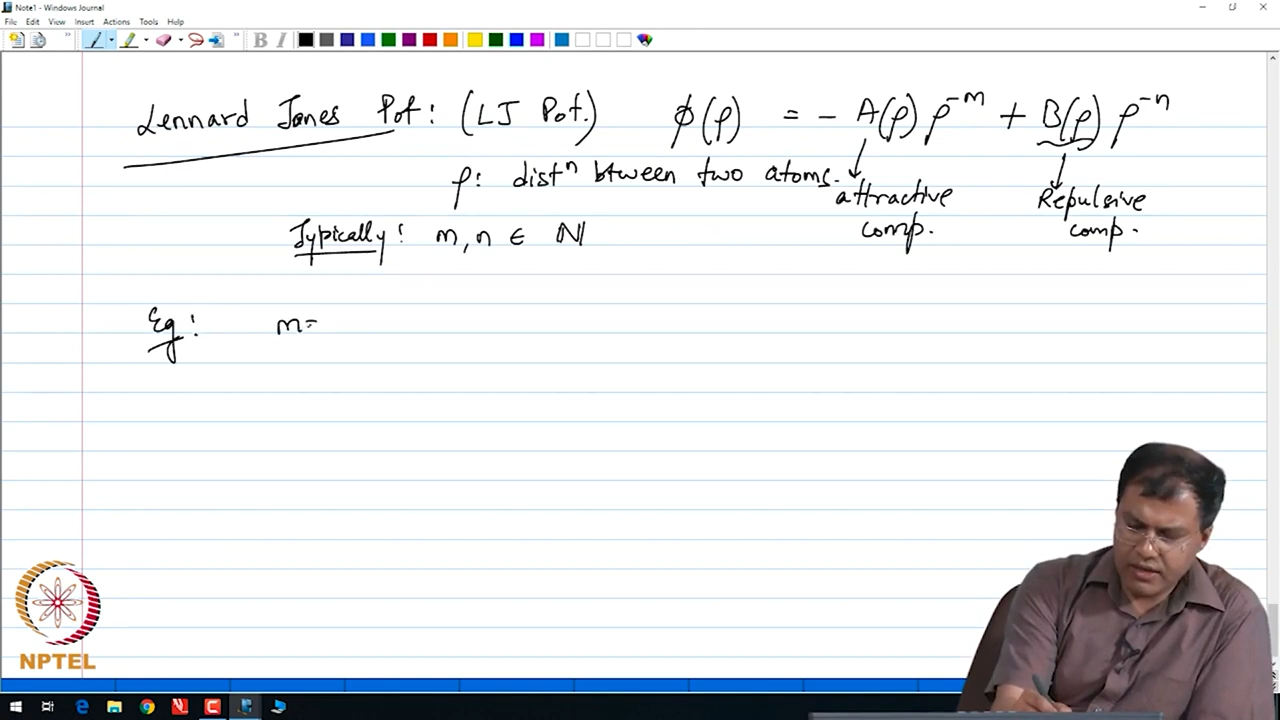 Note1 - Windows Journal
File Edit View Insert Actions Tools Help
B I
Lennard Jones Pot: (LJ Pot.) ϕ(ρ) = - A(ρ) ρ^-m + B(ρ) ρ^-n
ρ: distⁿ btween two atoms.
attractive comp.
Repulsive comp.
Typically: m, n ∈ ℕ
Eg: m=
NPTEL